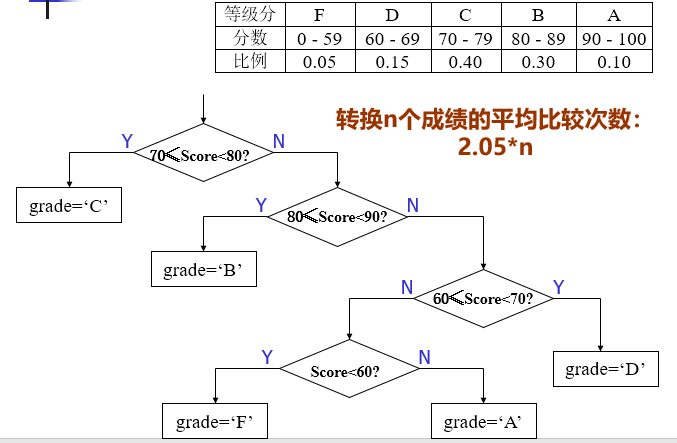 等级分 F D C B A
分数 0 - 59 60 - 69 70 - 79 80 - 89 90 - 100
比例 0.05 0.15 0.40 0.30 0.10
转换n个成绩的平均比较次数：
2.05*n
Y N
70≤Score<80?
grade=‘C’
Y N
80≤Score<90?
grade=‘B’
N Y
60≤Score<70?
grade=‘D’
Y N
Score<60?
grade=‘F’ grade=‘A’